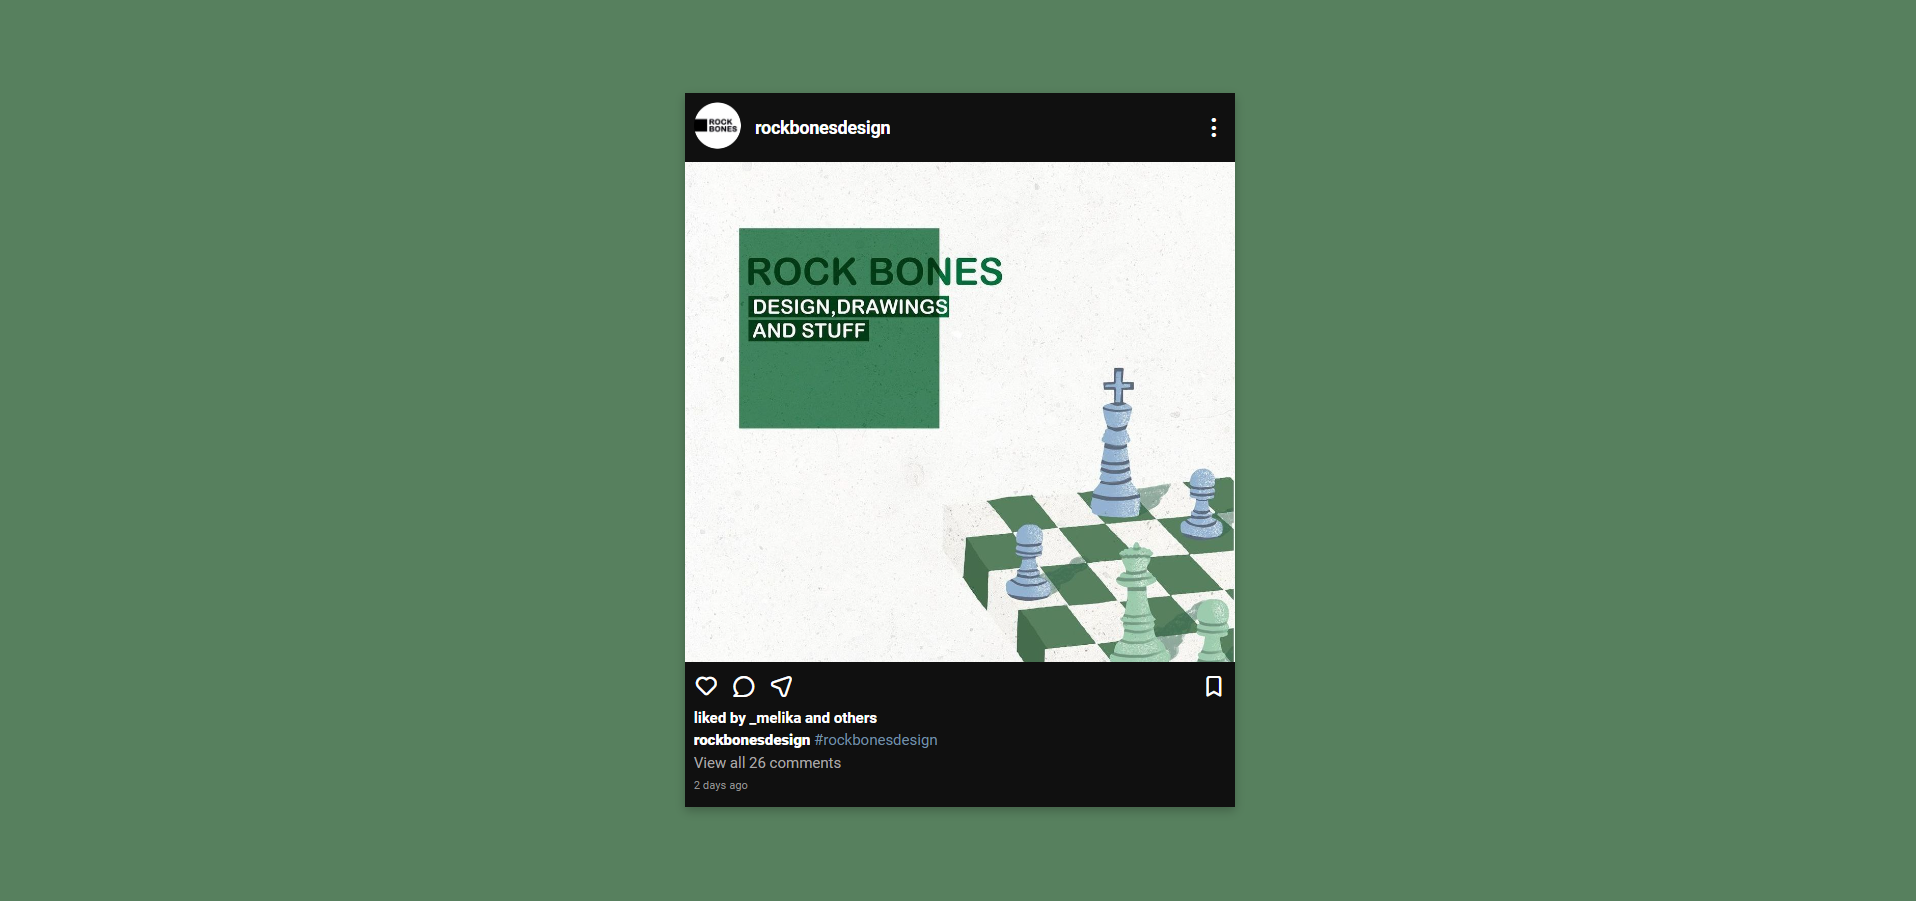 ROCK
BONES
rockbonesdesign
ROCK BONES
DESIGN,DRAWINGS
AND STUFF
liked by _melika and others
rockbonesdesign #rockbonesdesign
View all 26 comments
2 days ago